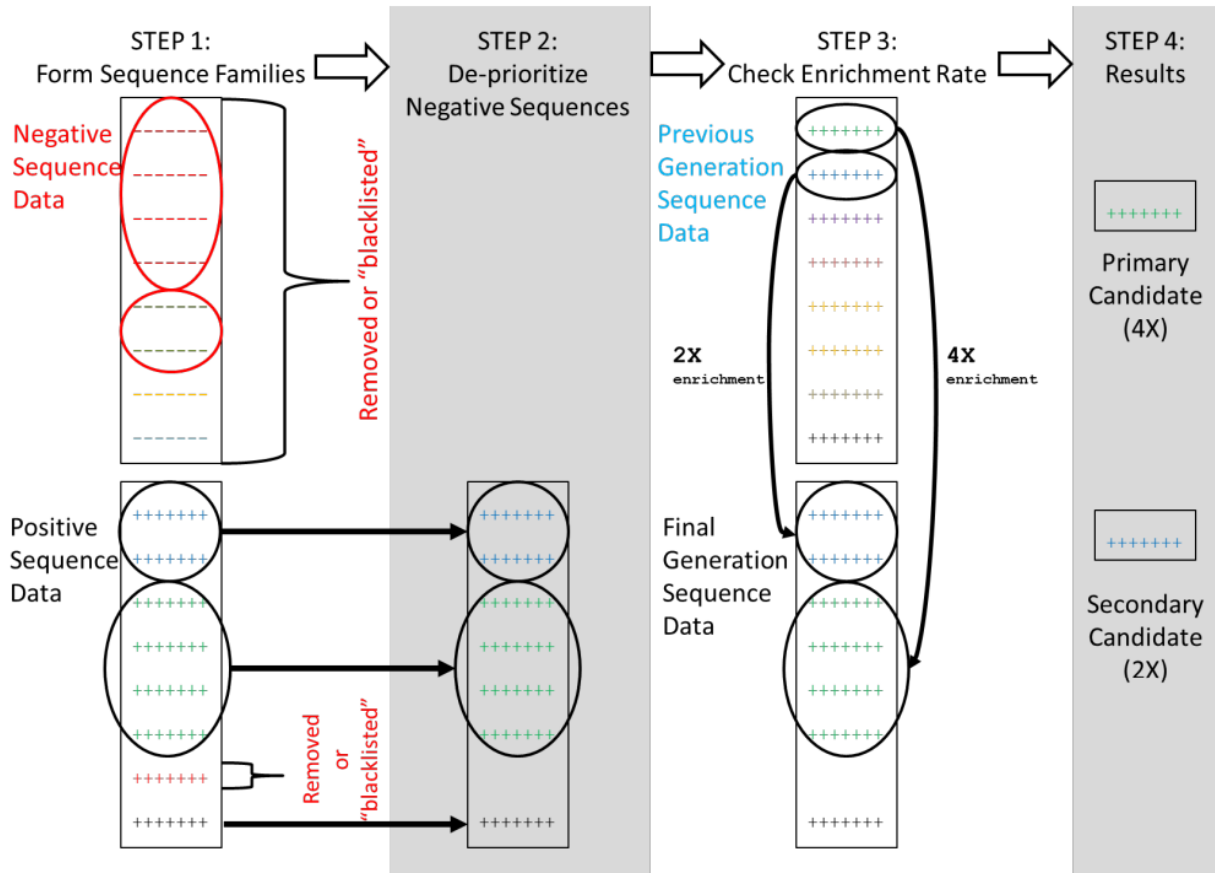 STEP 1:
Form Sequence Families
STEP 2:
De-prioritize
Negative Sequences
STEP 3:
Check Enrichment Rate
STEP 4:
Results
Negative
Sequence
Data
-------
-------
-------
-------
-------
-------
-------
-------
Removed or “blacklisted”
Positive
Sequence
Data
+++++++
+++++++
+++++++
+++++++
+++++++
+++++++
+++++++
+++++++
Removed
or
“blacklisted”
+++++++
+++++++
+++++++
+++++++
+++++++
+++++++
+++++++
Previous
Generation
Sequence
Data
+++++++
+++++++
+++++++
+++++++
+++++++
+++++++
+++++++
+++++++
2X
enrichment
4X
enrichment
Final
Generation
Sequence
Data
+++++++
+++++++
+++++++
+++++++
+++++++
+++++++
+++++++
+++++++
Primary
Candidate
(4X)
+++++++
Secondary
Candidate
(2X)